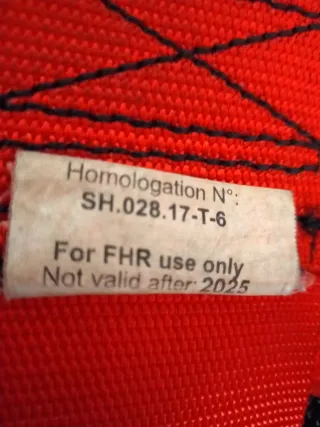 Homologation N°:
SH.028.17-T-6
For FHR use only
Not valid after: 2025